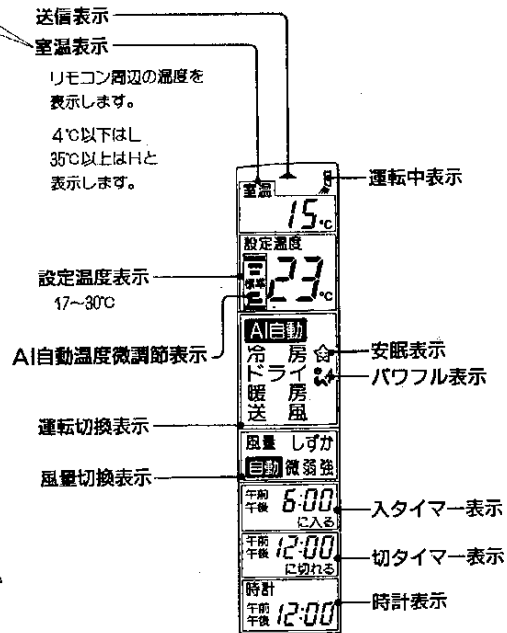 送信表示
室温表示
リモコン周辺の温度を
表示します。
4℃以下はL
35℃以上はHと
表示します。
運転中表示
室温
15℃
設定温度
標準
23℃
設定温度表示
17〜30℃
AI自動温度微調節表示
AI自動
冷房
ドライ
暖房
送風
安眠表示
パワフル表示
運転切換表示
風量 しずか
自動 微弱強
風量切換表示
午前
午後 6:00
に入る
入タイマー表示
午前
午後 12:00
に切れる
切タイマー表示
時計
午前
午後 12:00
時計表示